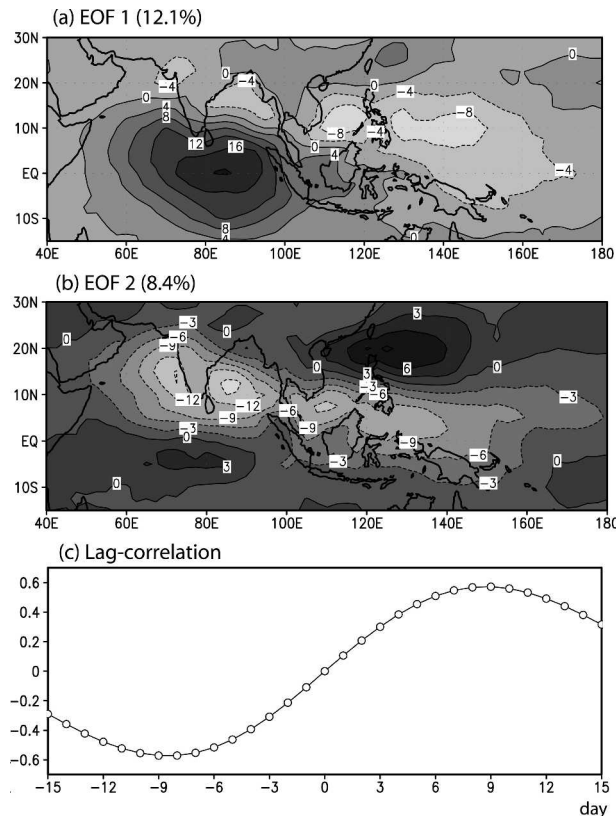 (a) EOF 1 (12.1%)
30N
0
20N
−4 0 0 −4
0 −4
4
8 −8
10N −8 −4
12 16 0
4
EQ −4
10S 8
4 0
40E 60E 80E 100E 120E 140E 160E 180
(b) EOF 2 (8.4%)
30N
−3 0 3
0 −6
20N −9
0 3 6 0
−3
10N −12 −12 −6 −6 −3
−9 −9
−3 −9
EQ 0
−3 −6
3 0
10S 0 −3
40E 60E 80E 100E 120E 140E 160E 180
(c) Lag-correlation
0.6
0.4
0.2
0
−0.2
−0.4
−0.6
−15 −12 −9 −6 −3 0 3 6 9 12 15
day